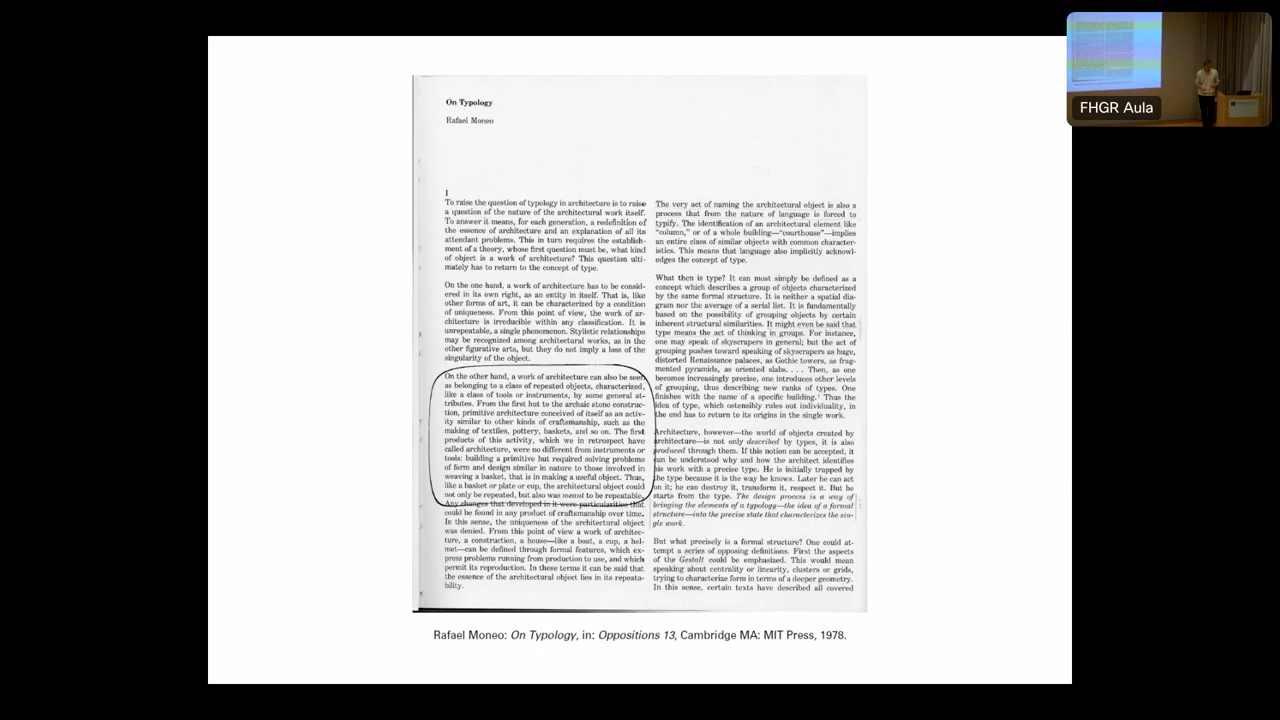 On Typology
Rafael Moneo
I
To raise the question of typology in architecture is to raise
a question of the nature of the architectural work itself.
To answer it means, for each generation, a redefinition of
the essence of architecture and an explanation of all its
attendant problems. This in turn requires the establish-
ment of a theory, whose first question must be, what kind
of object is a work of architecture? This question ulti-
mately has to return to the concept of type.
On the one hand, a work of architecture has to be consid-
ered in its own right, as an entity in itself. That is, like
other forms of art, it can be characterized by a condition
of uniqueness. From this point of view, the work of ar-
chitecture is irreducible within any classification. It is
unrepeatable, a single phenomenon. Stylistic relationships
may be recognized among architectural works, as in the
other figurative arts, but they do not imply a loss of the
singularity of the object.
On the other hand, a work of architecture can also be seen
as belonging to a class of repeated objects, characterized,
like a class of tools or instruments, by some general at-
tributes. From the first hut to the archaic stone construc-
tion, primitive architecture conceived of itself as an activ-
ity similar to other kinds of craftsmanship, such as the
making of textiles, pottery, baskets, and so on. The first
products of this activity, which we in retrospect have
called architecture, were no different from instruments or
tools: building a primitive hut required solving problems
of form and design similar in nature to those involved in
weaving a basket, that is in making a useful object. Thus,
like a basket or plate or cup, the architectural object could
not only be repeated, but also was meant to be repeatable.
Any changes that developed in it were particularities that
could be found in any product of craftsmanship over time.
In this sense, the uniqueness of the architectural object
was denied. From this point of view a work of architec-
ture, a construction, a house—like a boat, a cup, a hel-
met—can be defined through formal features, which ex-
press problems running from production to use, and which
permit its reproduction. In these terms it can be said that
the essence of the architectural object lies in its repeata-
bility.
The very act of naming the architectural object is also a
process that from the nature of language is forced to
typify. The identification of an architectural element like
"column," or of a whole building—"courthouse"—implies
an entire class of similar objects with common character-
istics. This means that language also implicitly acknowl-
edges the concept of type.
What then is type? It can most simply be defined as a
concept which describes a group of objects characterized
by the same formal structure. It is neither a spatial dia-
gram nor the average of a serial list. It is fundamentally
based on the possibility of grouping objects by certain
inherent structural similarities. It might even be said that
type means the act of thinking in groups. For instance,
one may speak of skyscrapers in general; but the act of
grouping pushes toward speaking of skyscrapers as huge,
distorted Renaissance palaces, as Gothic towers, as frag-
mented pyramids, as oriented slabs. . . . Then, as one
becomes increasingly precise, one introduces other levels
of grouping, thus describing new ranks of types. One
finishes with the name of a specific building.¹ Thus the
idea of type, which ostensibly rules out individuality, in
the end has to return to its origins in the single work.
Architecture, however—the world of objects created by
architecture—is not only described by types, it is also
produced through them. If this notion can be accepted, it
can be understood why and how the architect identifies
his work with a precise type. He is initially trapped by
the type because it is the way he knows. Later he can act
on it; he can destroy it, transform it, respect it. But he
starts from the type. The design process is a way of
bringing the elements of a typology—the idea of a formal
structure—into the precise state that characterizes the sin-
gle work.
But what precisely is a formal structure? One could at-
tempt a series of opposing definitions. First the aspects
of the Gestalt could be emphasized. This would mean
speaking about centrality or linearity, clusters or grids,
trying to characterize form in terms of a deeper geometry.
In this sense, certain texts have described all covered
Rafael Moneo: On Typology, in: Oppositions 13, Cambridge MA: MIT Press, 1978.
FHGR Aula